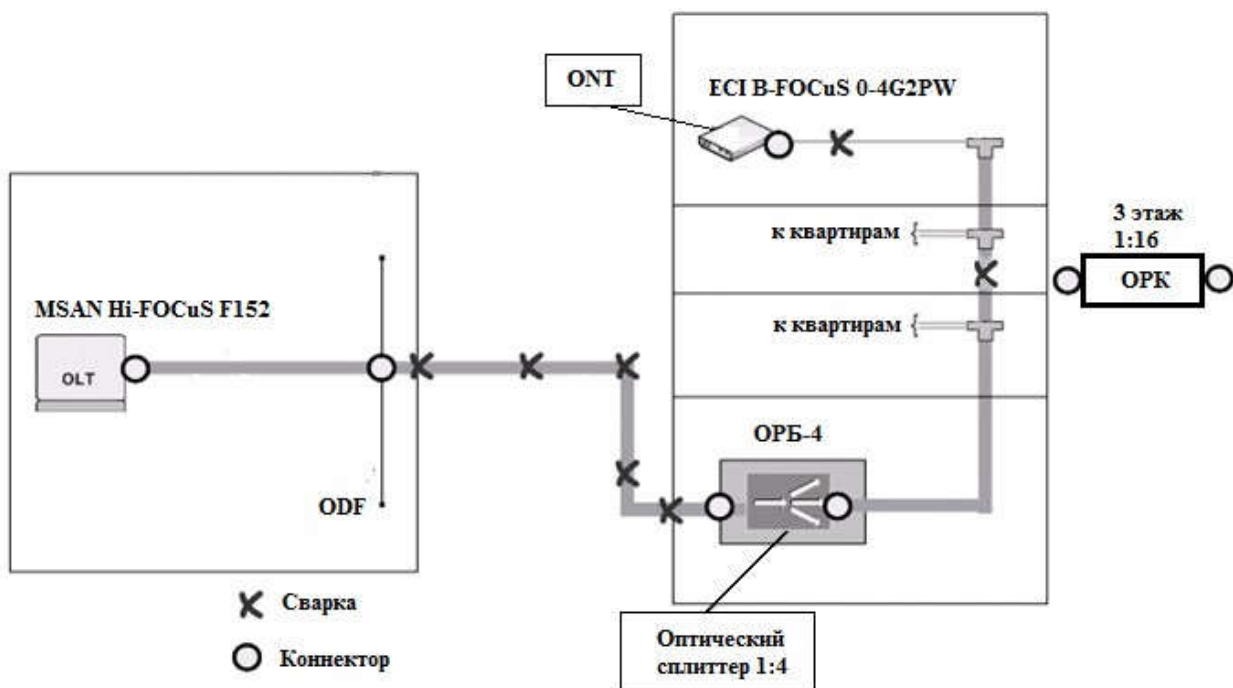 ONT
ECI B-FOCuS 0-4G2PW
3 этаж
1:16
к квартирам
ОРК
MSAN Hi-FOCuS F152
к квартирам
OLT
ОРБ-4
ODF
Сварка
Коннектор
Оптический
сплиттер 1:4